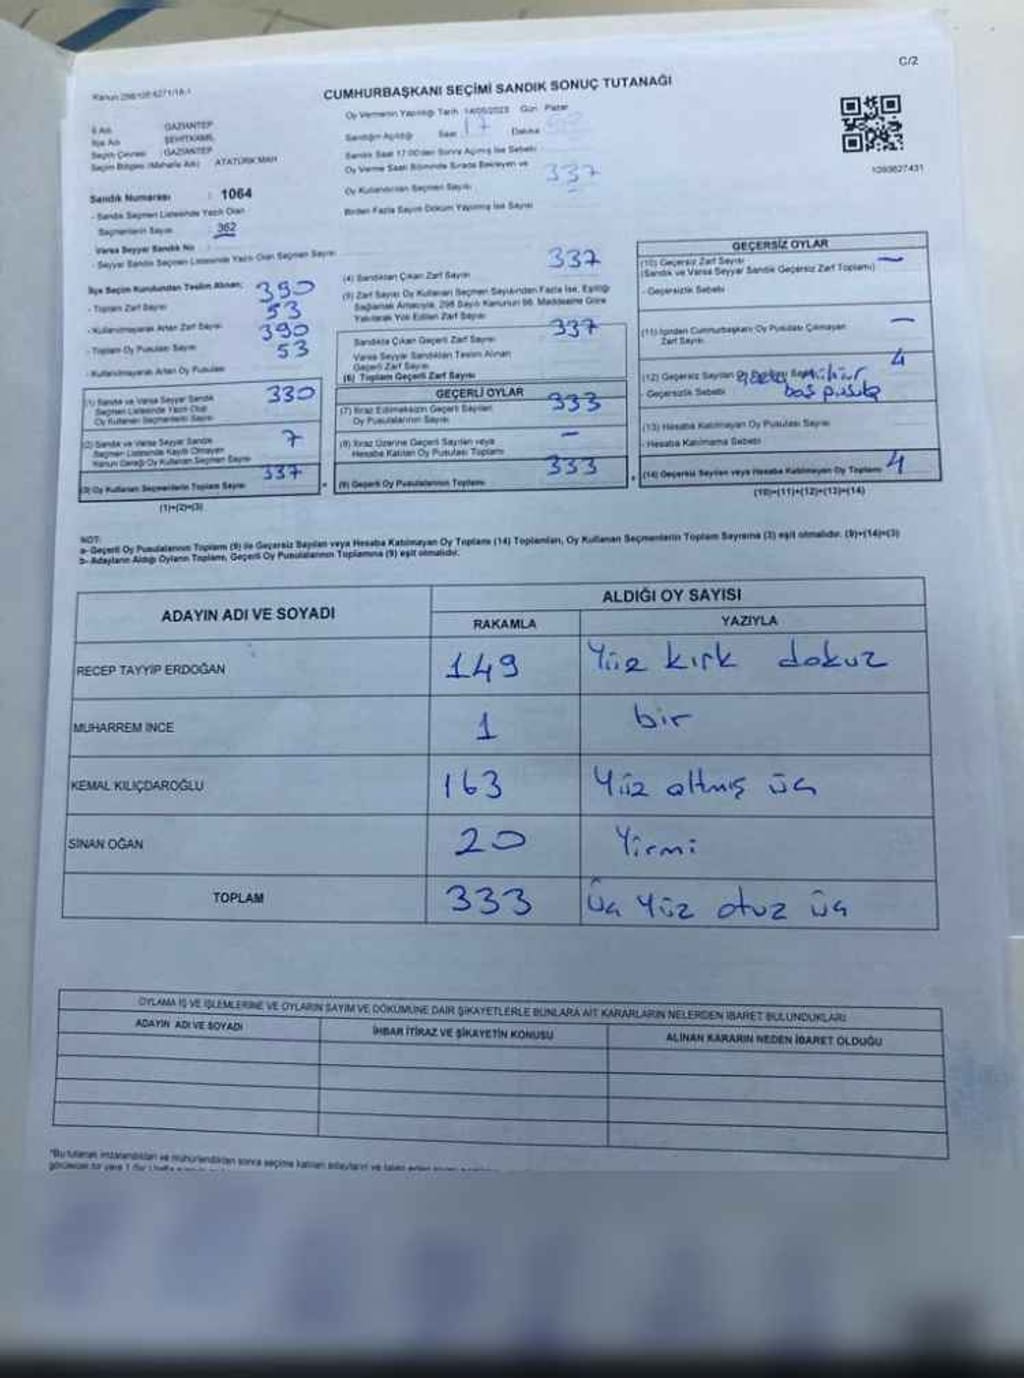 C/2
CUMHURBAŞKANI SEÇİMİ SANDIK SONUÇ TUTANAĞI
İl Adı GAZİANTEP
İlçe Adı ŞEHİTKAMİL
Seçim Çevresi GAZİANTEP
Seçim Bölgesi (Mahalle Adı) ATATÜRK MAH
Sandık Numarası : 1064
- Sandık Seçmen Listesinde Yazılı Olan
Seçmenlerin Sayısı 362
Varsa Seyyar Sandık No
- Seyyar Sandık Seçmen Listesinde Yazılı Olan Seçmen Sayısı
Oy Vermenin Yapıldığı Tarih 14/05/2023 Gün Pazar
Sandığın Açıldığı Saat 17 Dakika
Sandık Saat 17:00'den Sonra Açılmış İse Sebebi
Oy Verme Saati Bitiminde Sırada Bekleyen ve
Oy Kullandırılan Seçmen Sayısı 337
Birden Fazla Sayım Döküm Yapılmış İse Sayısı
1093627431
İlçe Seçim Kurulundan Teslim Alınan;
- Toplam Zarf Sayısı 390
- Kullanılmayarak Artan Zarf Sayısı 53
- Toplam Oy Pusulası Sayısı 390
- Kullanılmayarak Artan Oy Pusulası 53
(1) Sandık ve Varsa Seyyar Sandık
Seçmen Listesinde Yazılı Olup
Oy Kullanan Seçmenlerin Sayısı 330
(2) Sandık ve Varsa Seyyar Sandık
Seçmen Listesinde Kayıtlı Olmayan
Kanun Gereği Oy Kullanan Seçmen Sayısı 7
(3) Oy Kullanan Seçmenlerin Toplam Sayısı 337
(1)+(2)=(3)
(4) Sandıktan Çıkan Zarf Sayısı 337
(5) Zarf Sayısı Oy Kullanan Seçmen Sayısından Fazla İse, Eşitliği
Sağlamak Amacıyla, 298 Sayılı Kanunun 98. Maddesine Göre
Yakılarak Yok Edilen Zarf Sayısı
Sandıkta Çıkan Geçerli Zarf Sayısı 337
Varsa Seyyar Sandıktan Teslim Alınan
Geçerli Zarf Sayısı
(6) Toplam Geçerli Zarf Sayısı
GEÇERLİ OYLAR
(7) İtiraz Edilmeksizin Geçerli Sayılan
Oy Pusulalarının Sayısı 333
(8) İtiraz Üzerine Geçerli Sayılan veya
Hesaba Katılan Oy Pusulası Toplamı –
(9) Geçerli Oy Pusulalarının Toplamı 333
GEÇERSİZ OYLAR
(10) Geçersiz Zarf Sayısı –
(Sandık ve Varsa Seyyar Sandık Geçersiz Zarf Toplamı)
- Geçersizlik Sebebi
(11) İçinden Cumhurbaşkanı Oy Pusulası Çıkmayan –
Zarf Sayısı
(12) Geçersiz Sayılan Oy Pusulası Sayısı 4
- Geçersizlik Sebebi mühür
boş pusula
(13) Hesaba Katılmayan Oy Pusulası Sayısı
- Hesaba Katılmama Sebebi
(14) Geçersiz Sayılan veya Hesaba Katılmayan Oy Toplamı 4
(10)+(11)+(12)+(13)=(14)
NOT:
a- Geçerli Oy Pusulalarının Toplamı (9) ile Geçersiz Sayılan veya Hesaba Katılmayan Oy Toplamı (14) Toplamları, Oy Kullanan Seçmenlerin Toplam Sayısına (3) eşit olmalıdır. (9)+(14)=(3)
b- Adayların Aldığı Oyların Toplamı, Geçerli Oy Pusulalarının Toplamına (9) eşit olmalıdır.
ADAYIN ADI VE SOYADI
ALDIĞI OY SAYISI
RAKAMLA YAZIYLA
RECEP TAYYİP ERDOĞAN 149 Yüz kırk dokuz
MUHARREM İNCE 1 bir
KEMAL KILIÇDAROĞLU 163 Yüz altmış üç
SİNAN OĞAN 20 Yirmi
TOPLAM 333 Üç Yüz otuz üç
OYLAMA İŞ VE İŞLEMLERİNE VE OYLARIN SAYIM VE DÖKÜMÜNE DAİR ŞİKAYETLERLE BUNLARA AİT KARARLARIN NELERDEN İBARET BULUNDUKLARI
ADAYIN ADI VE SOYADI İHBAR İTİRAZ VE ŞİKAYETİN KONUSU ALINAN KARARIN NEDEN İBARET OLDUĞU
*Bu tutanak imzalandıktan ve mühürlendikten sonra seçime katılan adayların ve